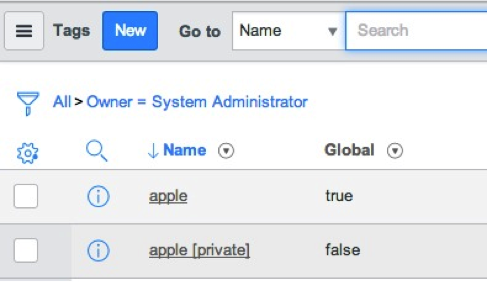 Tags New Go to Name Search
All > Owner = System Administrator
Name Global
apple true
apple [private] false